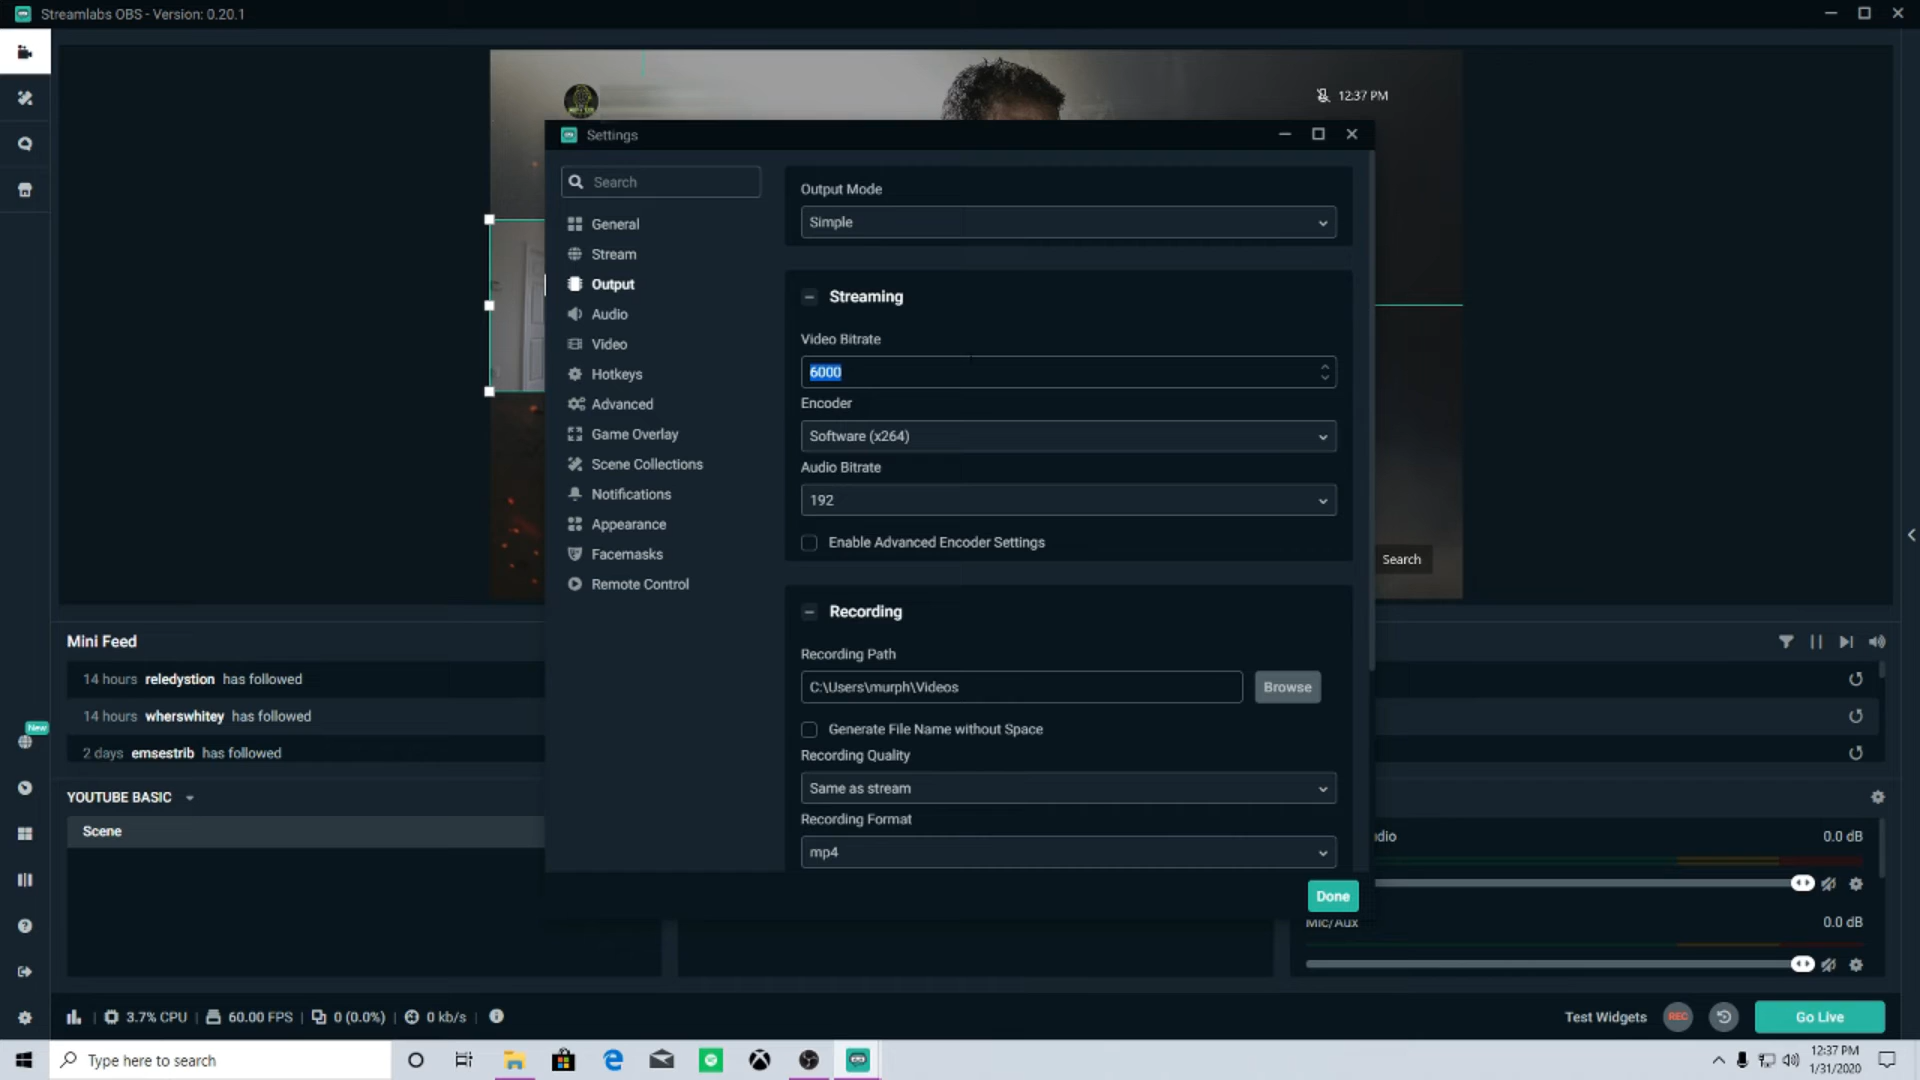 Streamlabs OBS - Version: 0.20.1
12:37 PM
Settings
Search
General
Stream
Output
Audio
Video
Hotkeys
Advanced
Game Overlay
Scene Collections
Notifications
Appearance
Facemasks
Remote Control
Output Mode
Simple
Streaming
Video Bitrate
6000
Encoder
Software (x264)
Audio Bitrate
192
Enable Advanced Encoder Settings
Recording
Recording Path
C:\Users\murph\Videos
Browse
Generate File Name without Space
Recording Quality
Same as stream
Recording Format
mp4
Done
Search
Mini Feed
14 hours reledystion has followed
14 hours wherswhitey has followed
2 days emsestrib has followed
New
YOUTUBE BASIC
Scene
dio
0.0 dB
Mic/Aux
0.0 dB
3.7% CPU
60.00 FPS
0 (0.0%)
0 kb/s
Test Widgets
REC
Go Live
Type here to search
12:37 PM
1/31/2020